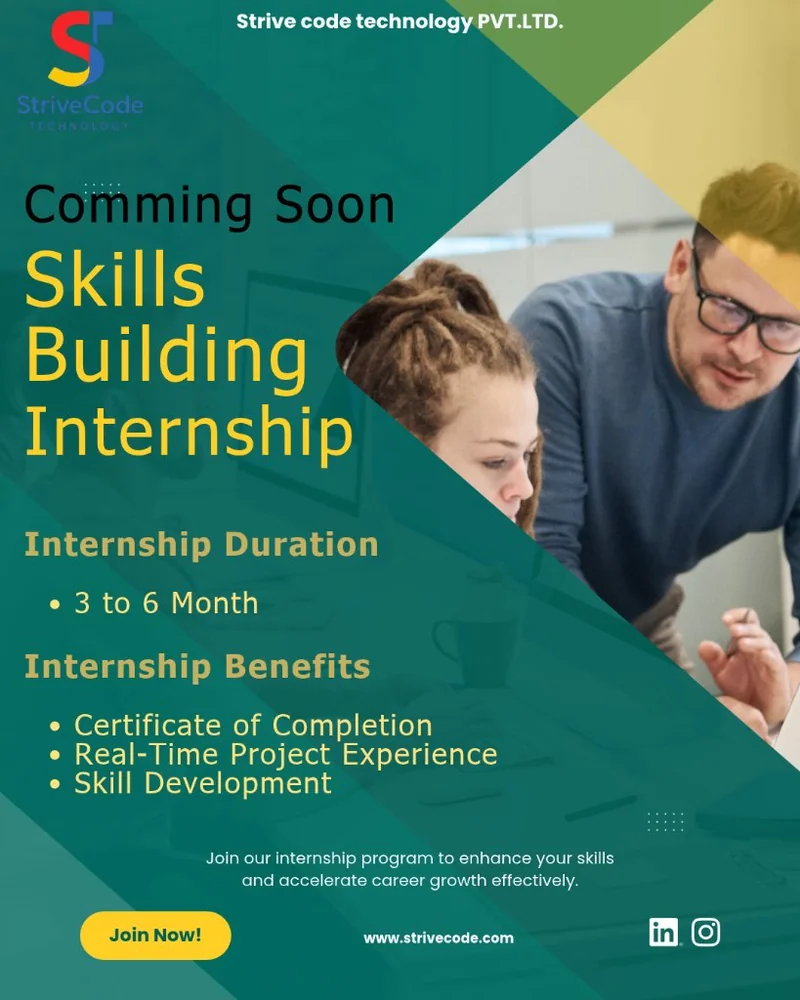 Strive code technology PVT.LTD.
StriveCode
TECHNOLOGY
Comming Soon
Skills
Building
Internship
Internship Duration
• 3 to 6 Month
Internship Benefits
• Certificate of Completion
• Real-Time Project Experience
• Skill Development
Join our internship program to enhance your skills
and accelerate career growth effectively.
Join Now!
www.strivecode.com
in